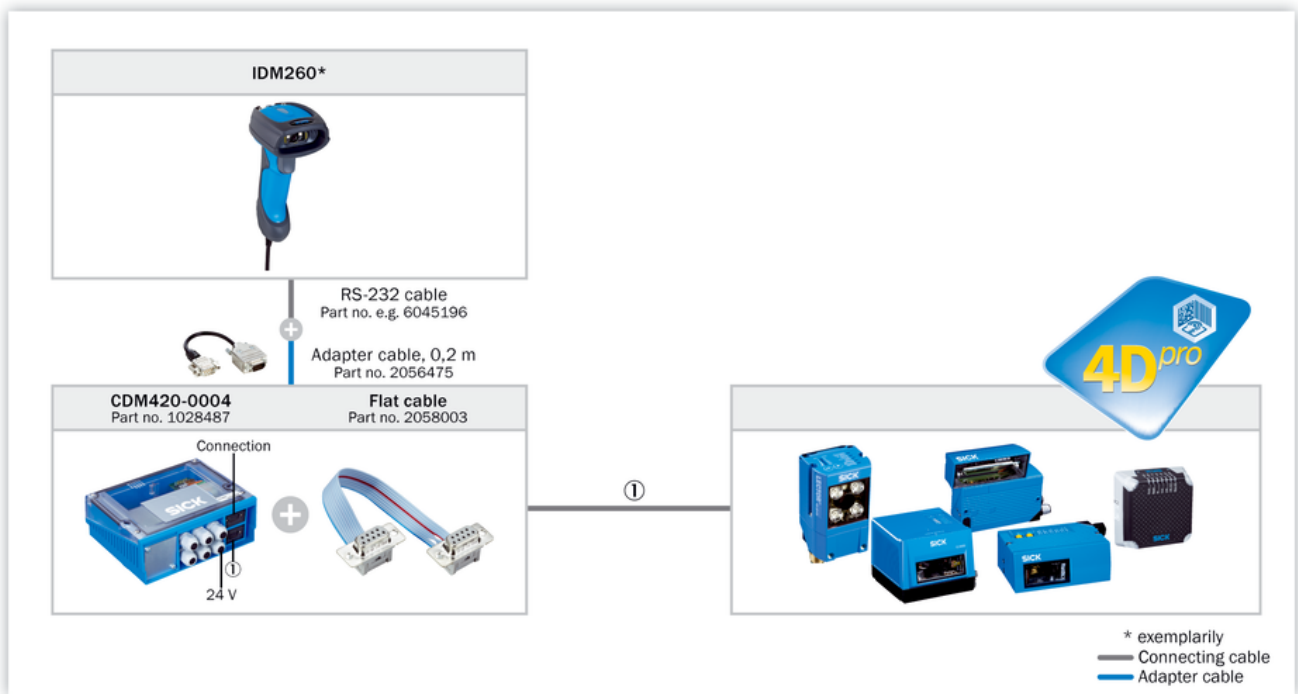 IDM260*
RS-232 cable
Part no. e.g. 6045196
Adapter cable, 0,2 m
Part no. 2056475
CDM420-0004
Part no. 1028487
Flat cable
Part no. 2058003
Connection
SICK
①
24 V
①
4Dpro
SICK
SICK
SICK
SICK
SICK
* exemplarily
Connecting cable
Adapter cable